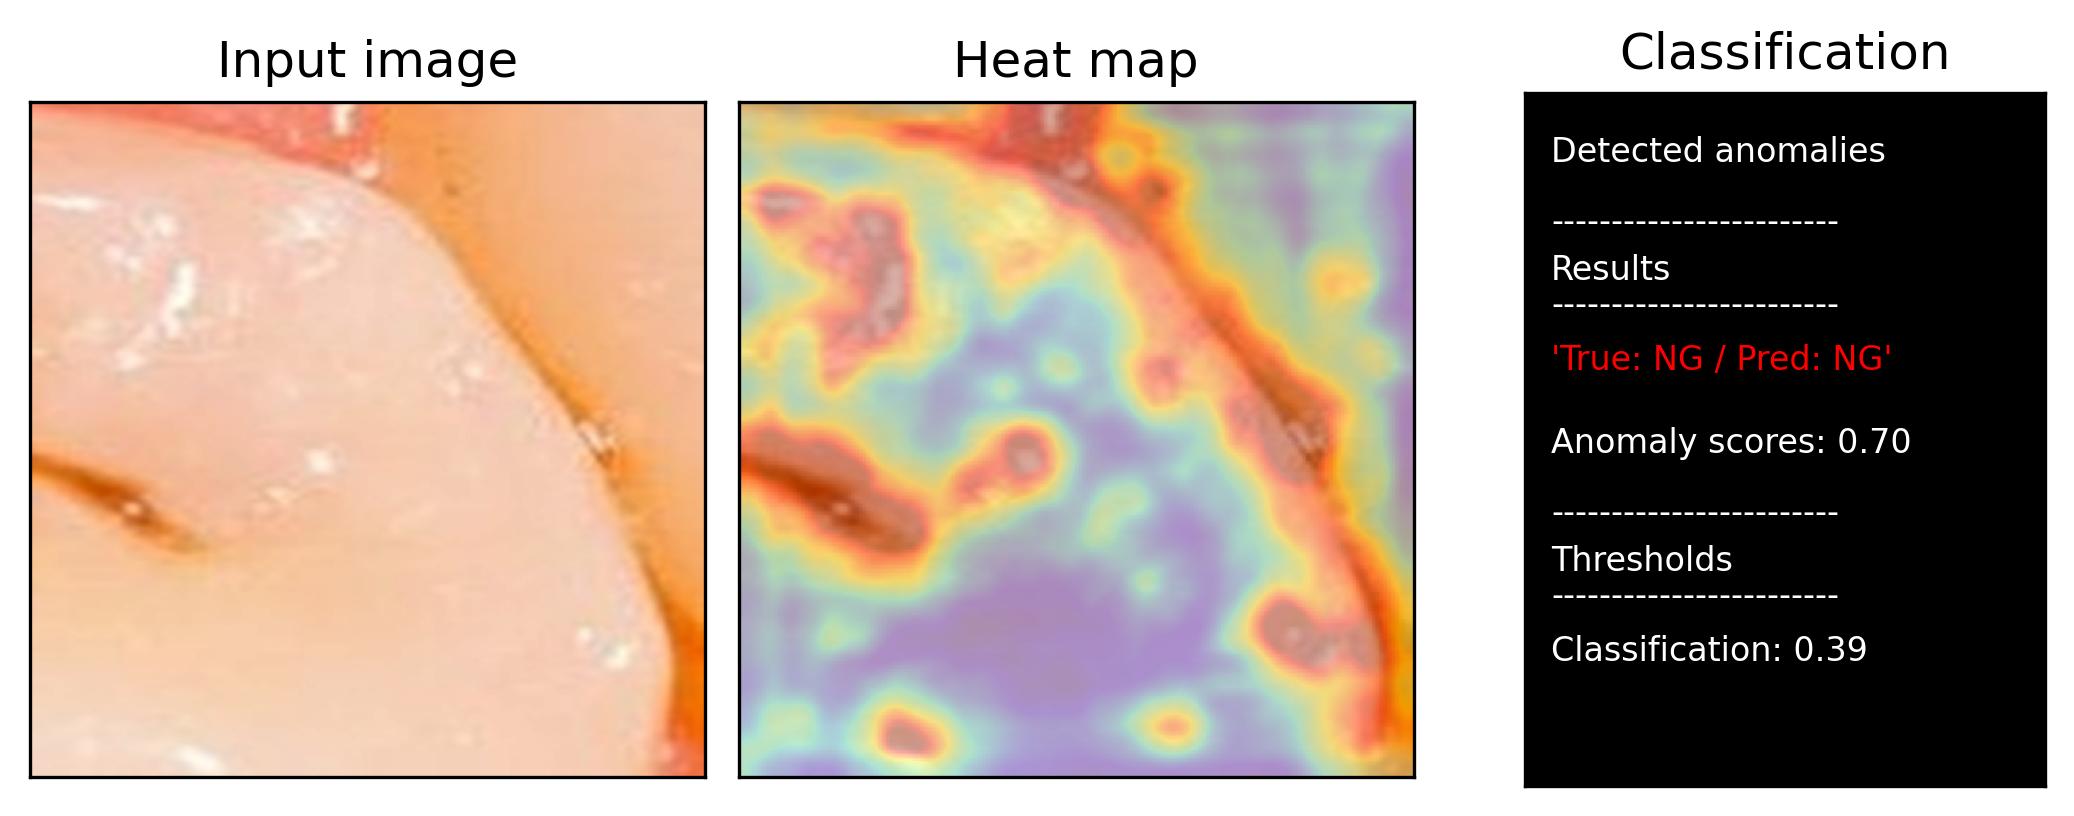 Input image
Heat map
Classification
Detected anomalies
------------------------
Results
------------------------
'True: NG / Pred: NG'
Anomaly scores: 0.70
------------------------
Thresholds
------------------------
Classification: 0.39